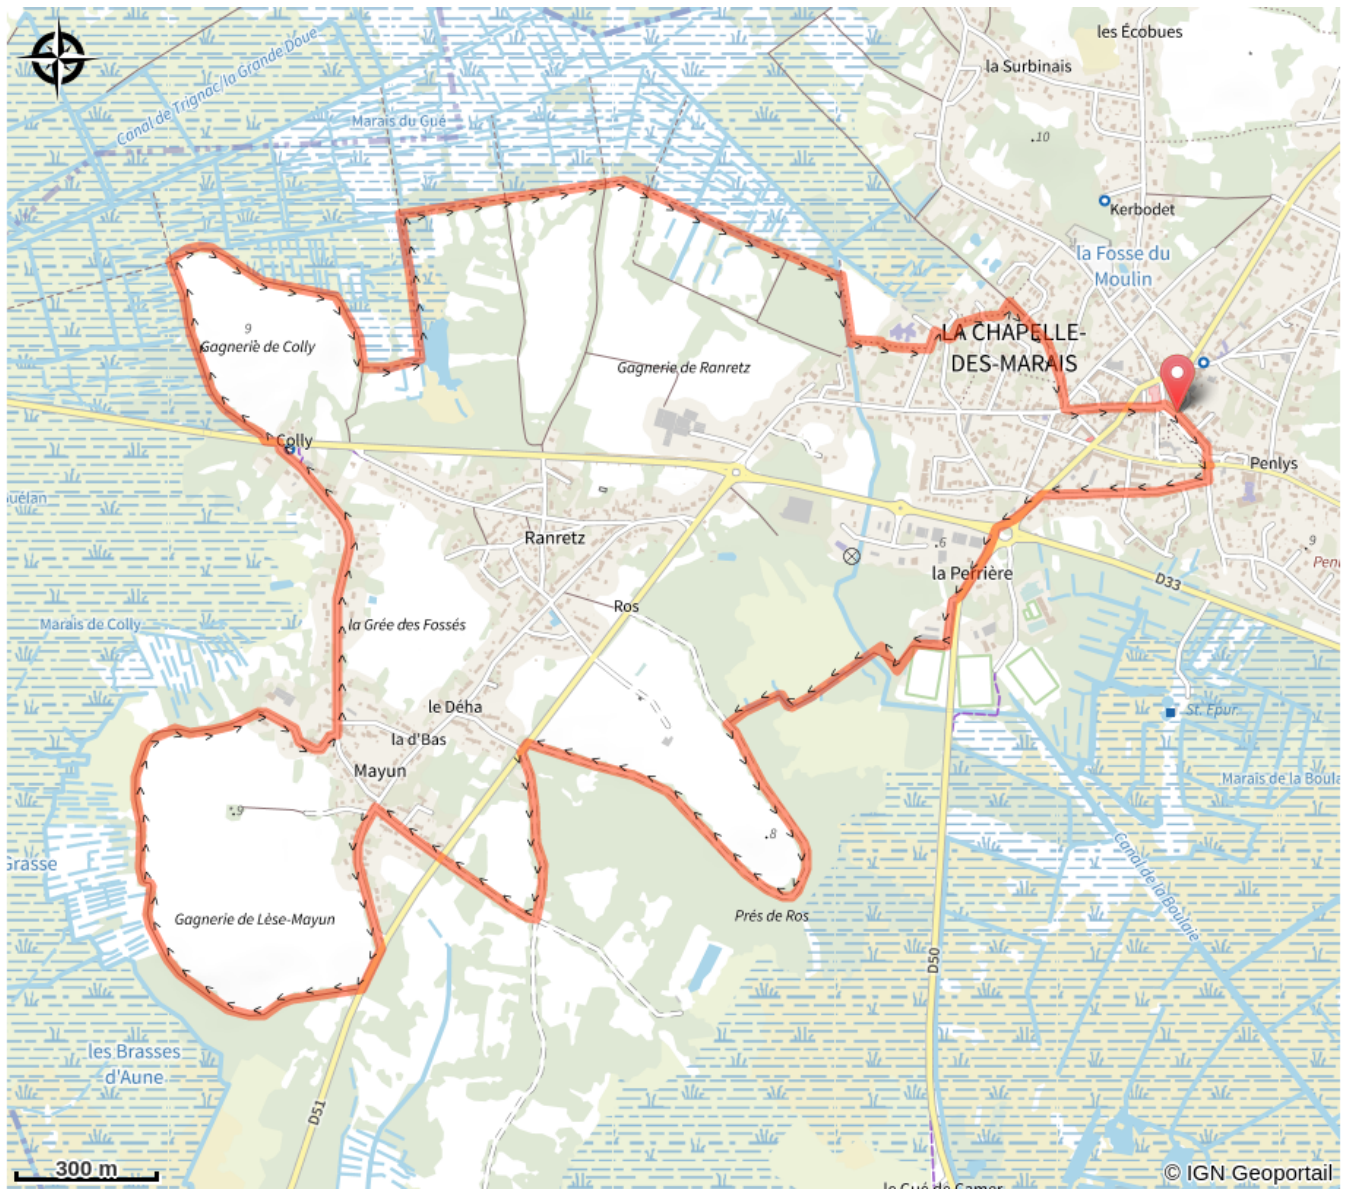 les Écobues
la Surbinais
Canal de Trignac/la Grande Doue
Marais du Gué
.10
Kerbodet
la Fosse du
Moulin
9
Gagnerie de Colly
LA CHAPELLE-
DES-MARAIS
Gagnerie de Ranretz
Colly
Penlys
Ranretz
.6
9
la Perrière
D33
Ros
Marais de Colly
la Grée des Fossés
le Déha
St. Epur.
la d'Bas
Mayun
Marais de la Boula
.9
.8
Grasse
Canal de la Boulaie
Gagnerie de Lèse-Mayun
Prés de Ros
D50
les Brasses
d'Aune
D51
300 m
© IGN Geoportail